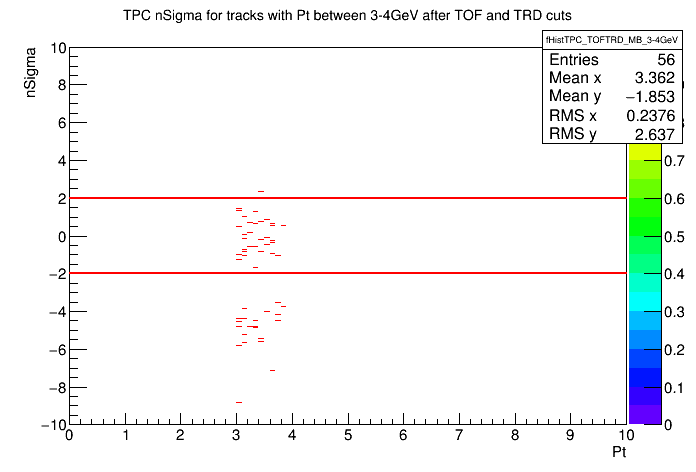 TPC nSigma for tracks with Pt between 3-4GeV after TOF and TRD cuts
fHistTPC_TOFTRD_MB_3-4GeV
Entries 56
Mean x 3.362
Mean y −1.853
RMS x 0.2376
RMS y 2.637
nSigma
10
8
6
4
2
0
−2
−4
−6
−8
−10
0 1 2 3 4 5 6 7 8 9 10
Pt
0.7
0.6
0.5
0.4
0.3
0.2
0.1
0